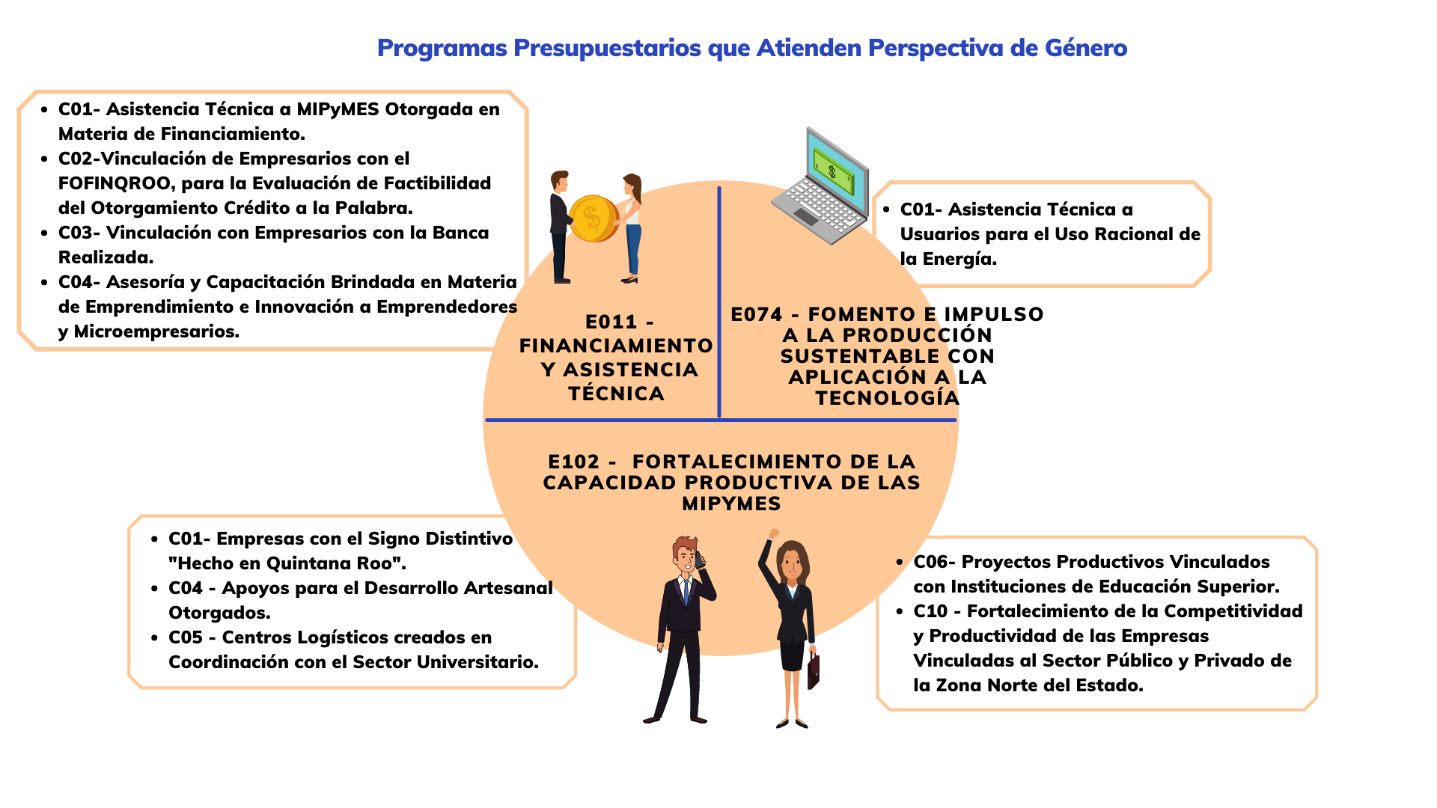 Programas Presupuestarios que Atienden Perspectiva de Género
• C01- Asistencia Técnica a MIPyMES Otorgada en
Materia de Financiamiento.
• C02-Vinculación de Empresarios con el
FOFINQROO, para la Evaluación de Factibilidad
del Otorgamiento Crédito a la Palabra.
• C03- Vinculación con Empresarios con la Banca
Realizada.
• C04- Asesoría y Capacitación Brindada en Materia
de Emprendimiento e Innovación a Emprendedores
y Microempresarios.
• C01- Asistencia Técnica a
Usuarios para el Uso Racional de
la Energía.
E011 -
FINANCIAMIENTO
Y ASISTENCIA
TÉCNICA
E074 - FOMENTO E IMPULSO
A LA PRODUCCIÓN
SUSTENTABLE CON
APLICACIÓN A LA
TECNOLOGÍA
E102 - FORTALECIMIENTO DE LA
CAPACIDAD PRODUCTIVA DE LAS
MIPYMES
• C01- Empresas con el Signo Distintivo
"Hecho en Quintana Roo".
• C04 - Apoyos para el Desarrollo Artesanal
Otorgados.
• C05 - Centros Logísticos creados en
Coordinación con el Sector Universitario.
• C06- Proyectos Productivos Vinculados
con Instituciones de Educación Superior.
• C10 - Fortalecimiento de la Competitividad
y Productividad de las Empresas
Vinculadas al Sector Público y Privado de
la Zona Norte del Estado.